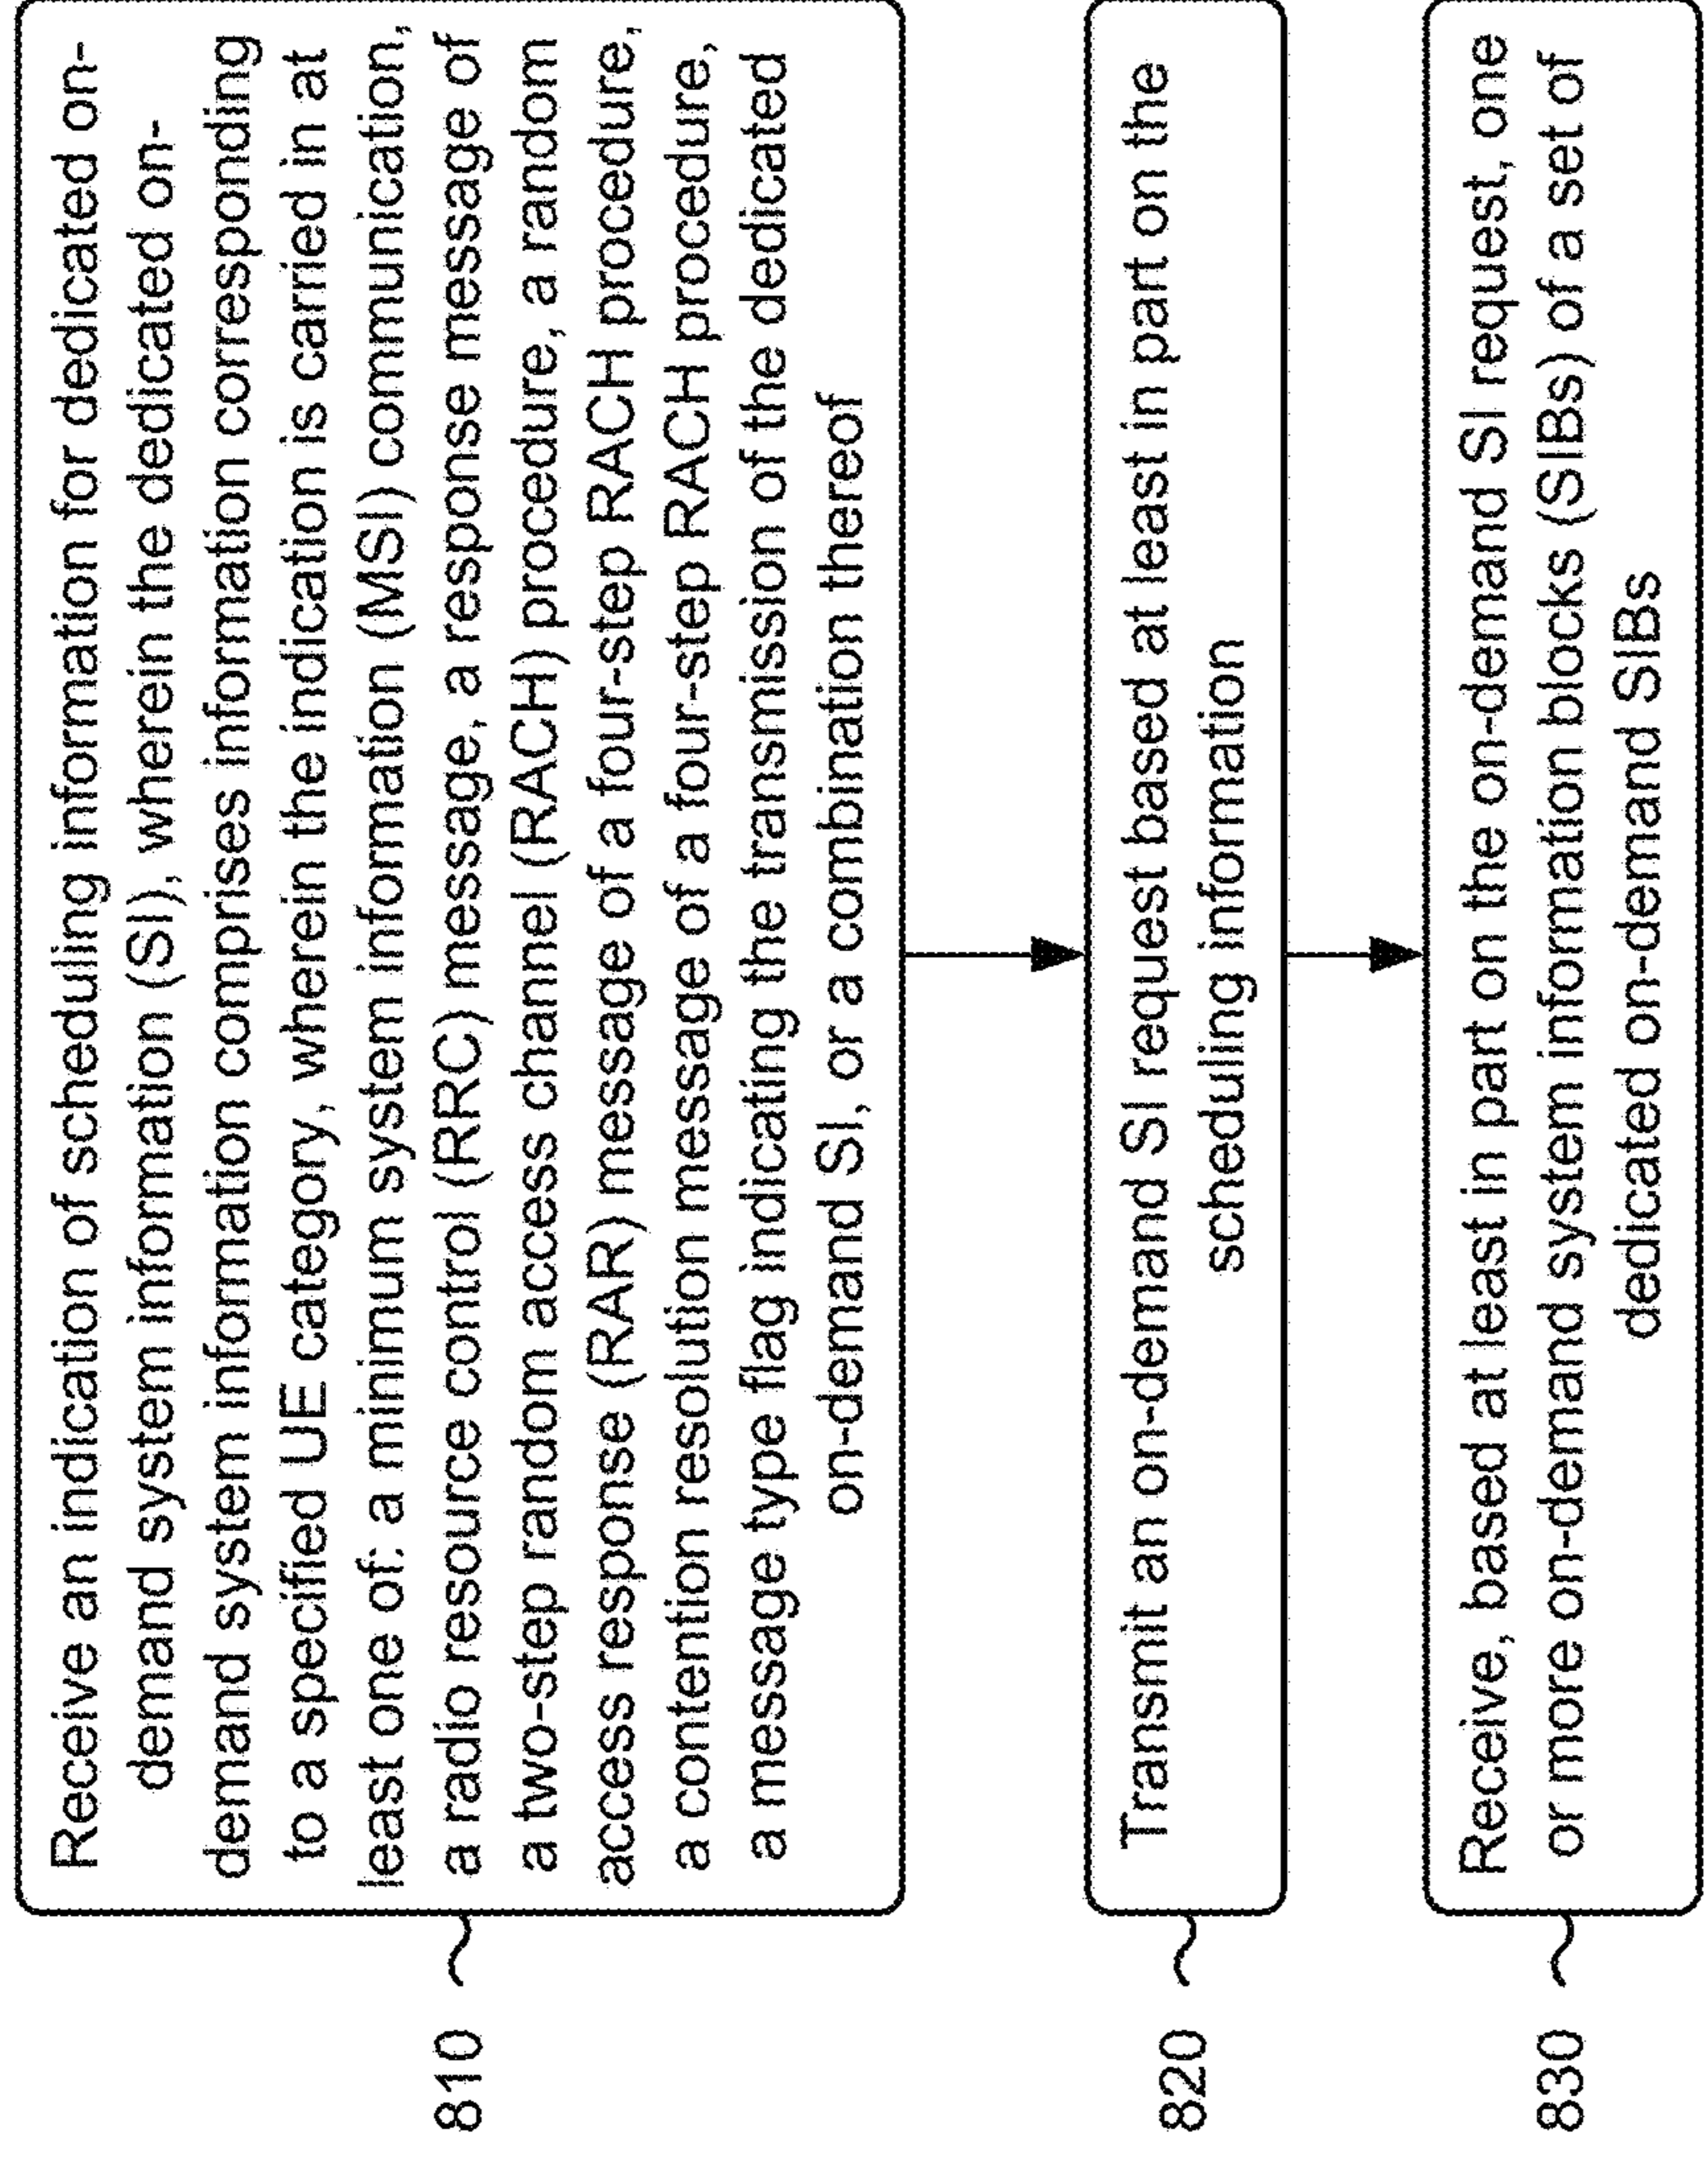 810
Receive an indication of scheduling information for dedicated on-
demand system information (SI), wherein the dedicated on-
demand system information comprises information corresponding
to a specified UE category, wherein the indication is carried in at
least one of: a minimum system information (MSI) communication,
a radio resource control (RRC) message, a response message of
a two-step random access channel (RACH) procedure, a random
access response (RAR) message of a four-step RACH procedure,
a contention resolution message of a four-step RACH procedure,
a message type flag indicating the transmission of the dedicated
on-demand SI, or a combination thereof
820
Transmit an on-demand SI request based at least in part on the
scheduling information
830
Receive, based at least in part on the on-demand SI request, one
or more on-demand system information blocks (SIBs) of a set of
dedicated on-demand SIBs